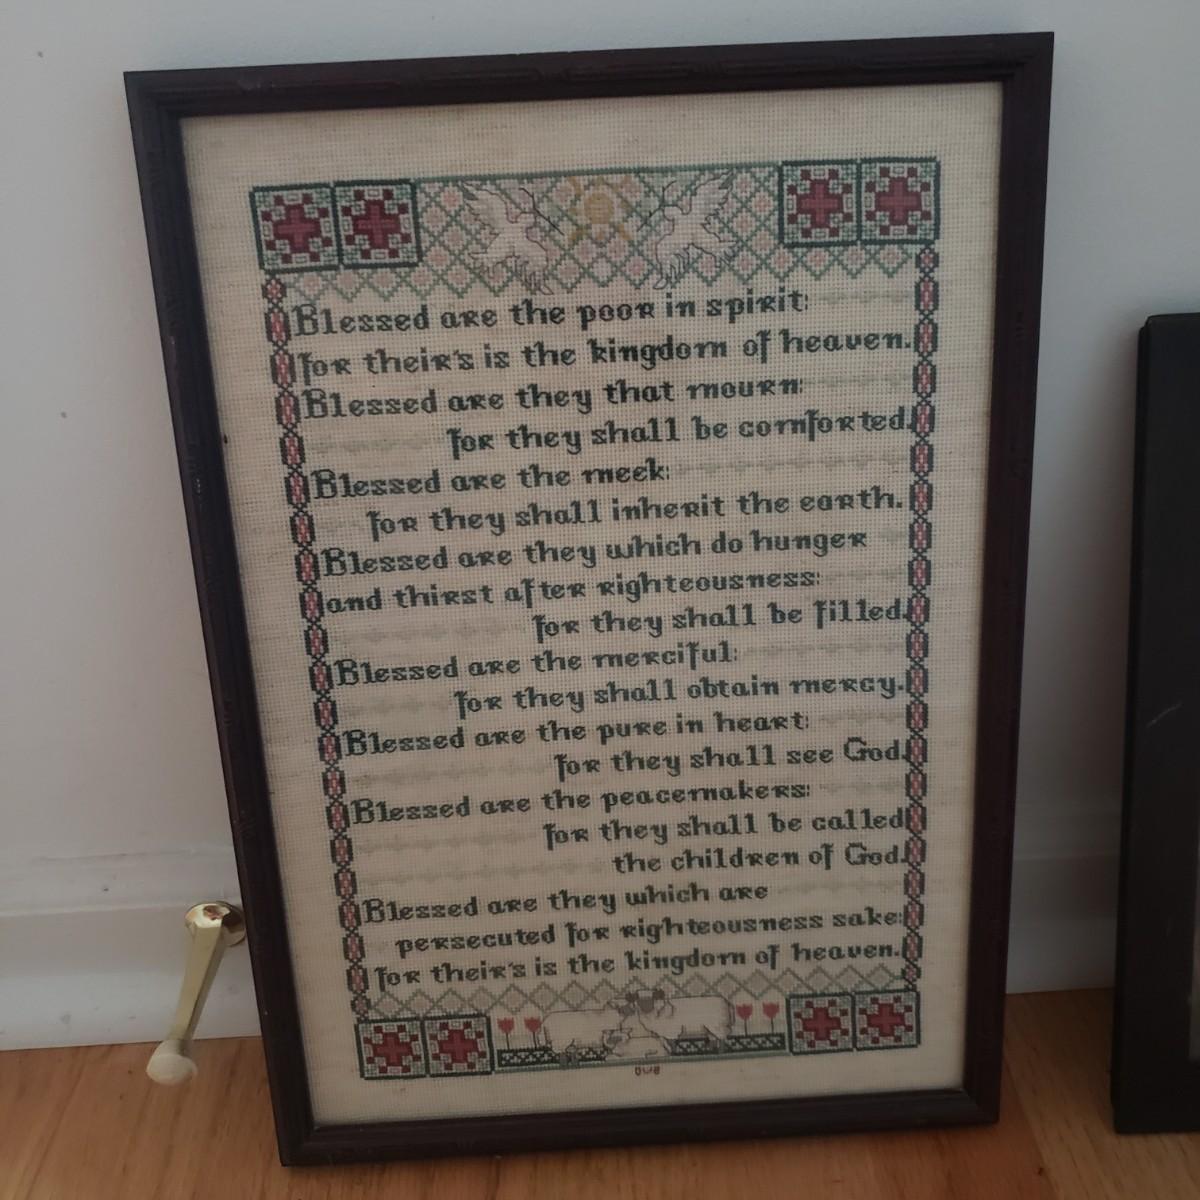 Blessed are the poor in spirit:
for their's is the kingdom of heaven.
Blessed are they that mourn:
for they shall be comforted.
Blessed are the meek:
for they shall inherit the earth.
Blessed are they which do hunger
and thirst after righteousness:
for they shall be filled.
Blessed are the merciful:
for they shall obtain mercy.
Blessed are the pure in heart:
for they shall see God.
Blessed are the peacemakers:
for they shall be called
the children of God.
Blessed are they which are
persecuted for righteousness sake:
for their's is the kingdom of heaven.